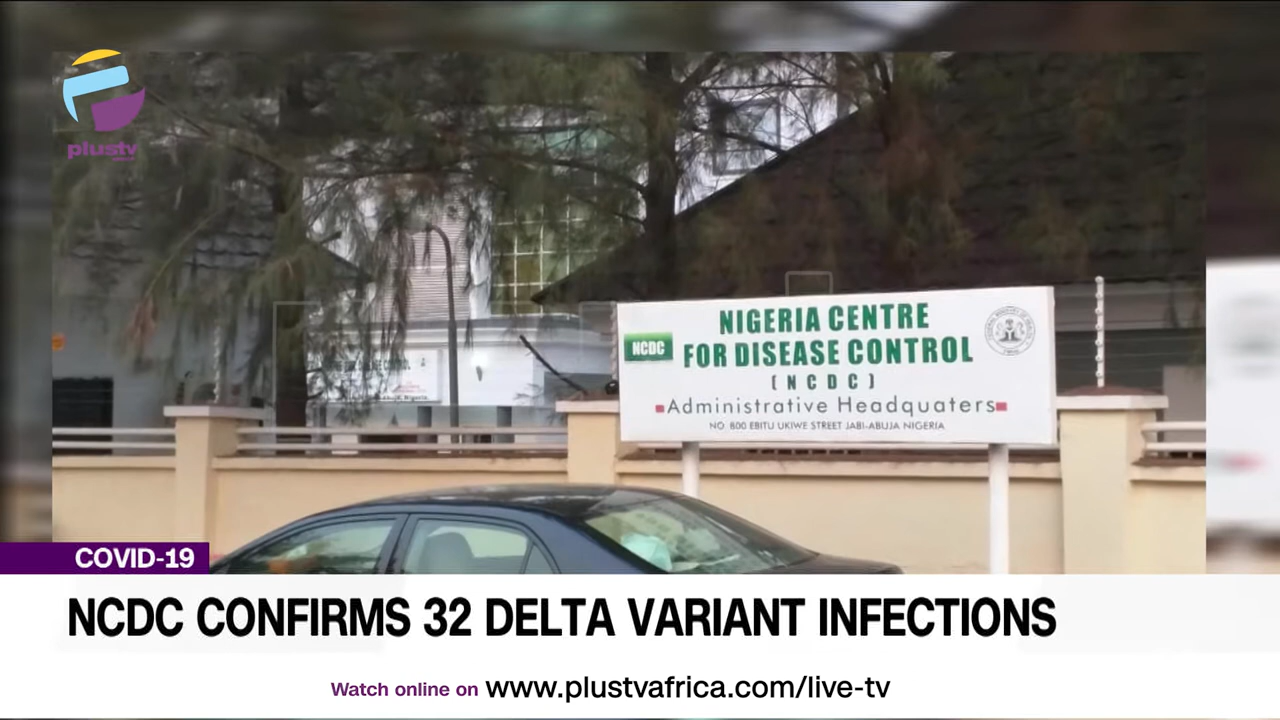 plustv
NIGERIA CENTRE
FOR DISEASE CONTROL
NCDC
( N C D C )
Administrative Headquaters
NO 800 EBITU UKIWE STREET JABI-ABUJA NIGERIA
COVID-19
NCDC CONFIRMS 32 DELTA VARIANT INFECTIONS
Watch online on www.plustvafrica.com/live-tv